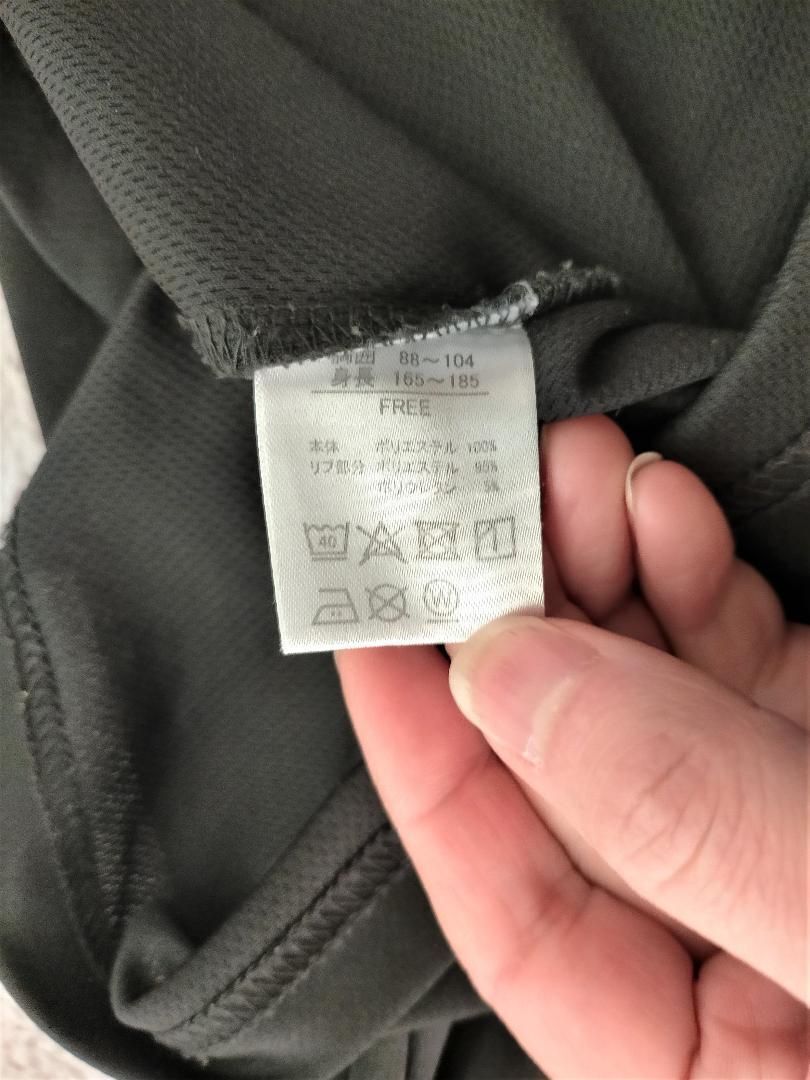 胸囲 88～104
身長 165～185
FREE
本体 ポリエステル 100%
リブ部分 ポリエステル 95%
ポリウレタン 5%
40
W